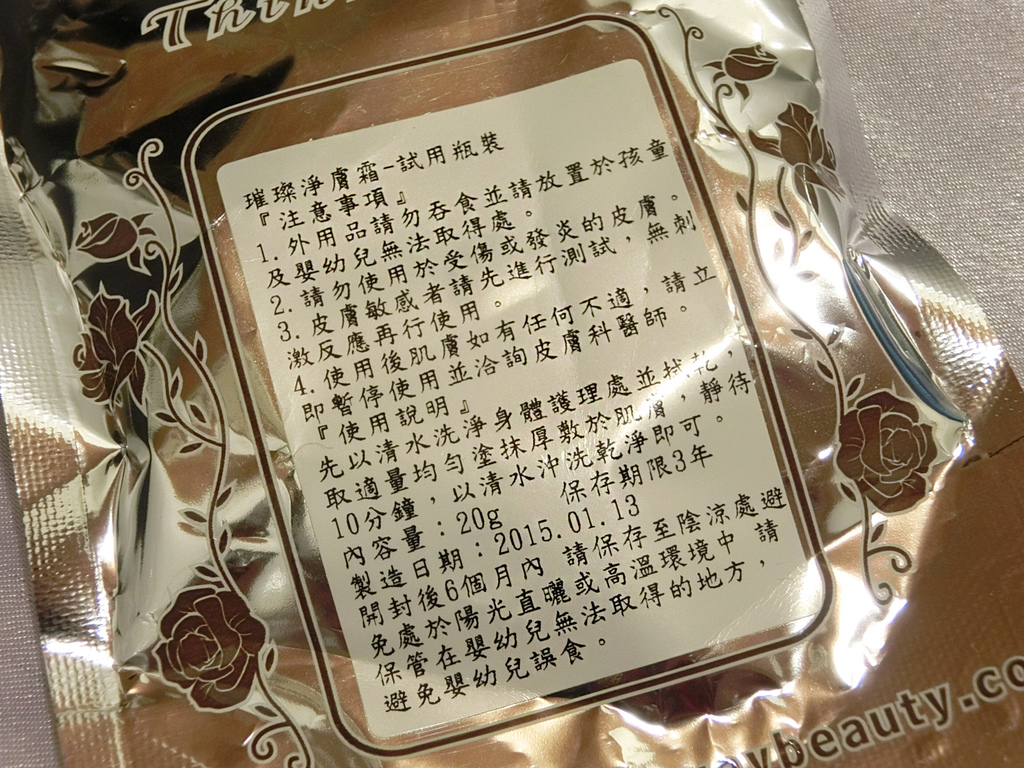 Thin
璀璨淨膚霜-試用瓶裝
『注意事項』
1. 外用品請勿吞食並請放置於孩童
及嬰幼兒無法取得處。
2. 請勿使用於受傷或發炎的皮膚。
3. 皮膚敏感者請先進行測試，無刺
激反應再行使用。
4. 使用後肌膚如有任何不適，請立
即暫停使用並洽詢皮膚科醫師。
『使用說明』
先以清水洗淨身體護理處並拭乾，
取適量均勻塗抹厚敷於肌膚，靜待
10分鐘，以清水沖洗乾淨即可。
內容量：20g 保存期限3年
製造日期：2015.01.13
開封後6個月內 請保存至陰涼處避
免處於陽光直曬或高溫環境中 請
保管在嬰幼兒無法取得的地方，
避免嬰幼兒誤食。
beauty.co